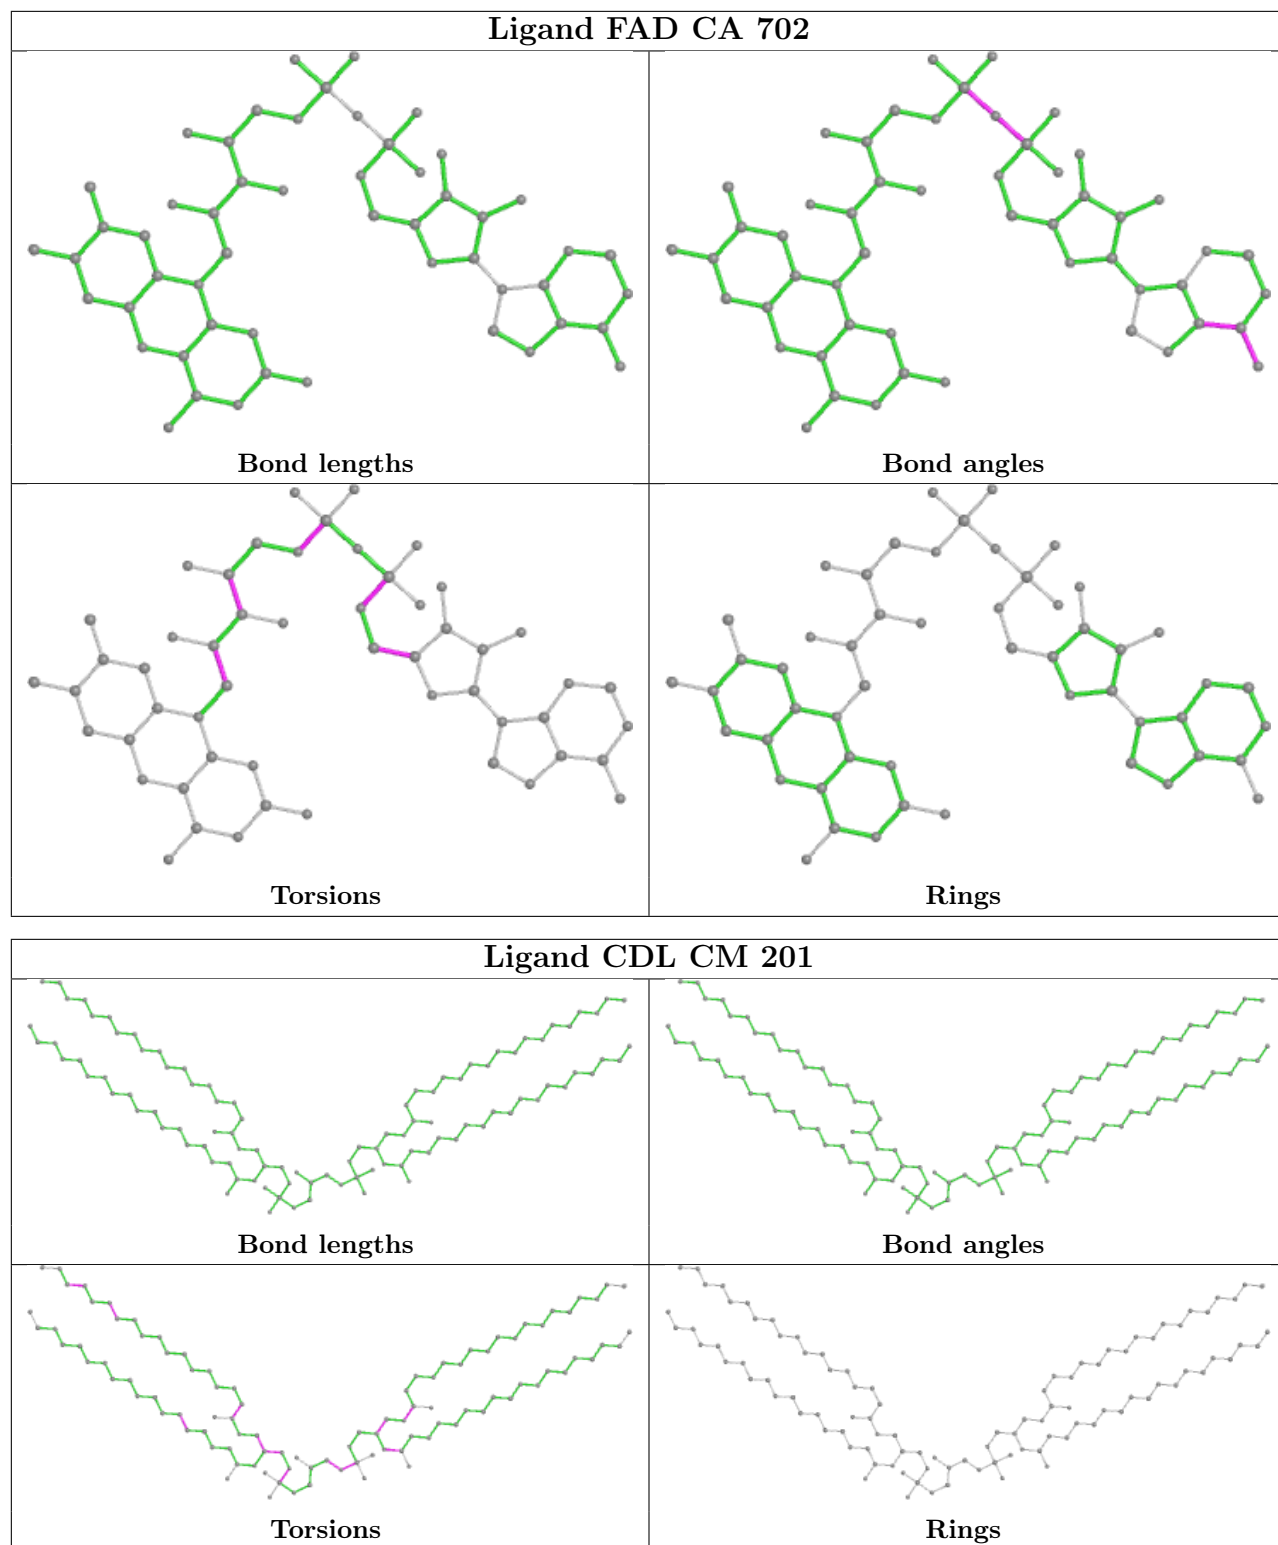 Ligand FAD CA 702
Bond lengths
Bond angles
Torsions
Rings
Ligand CDL CM 201
Bond lengths
Bond angles
Torsions
Rings